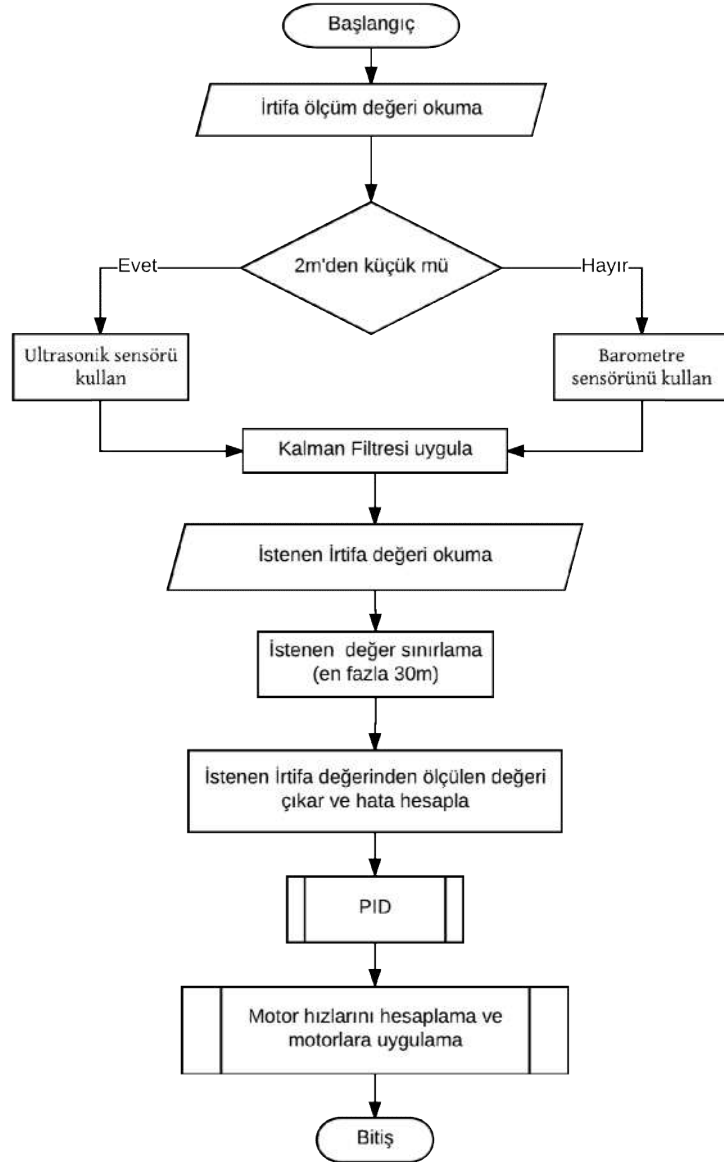 Başlangıç
İrtifa ölçüm değeri okuma
2m'den küçük mü
Evet
Hayır
Ultrasonik sensörü
kullan
Barometre
sensörünü kullan
Kalman Filtresi uygula
İstenen İrtifa değeri okuma
İstenen değer sınırlama
(en fazla 30m)
İstenen İrtifa değerinden ölçülen değeri
çıkar ve hata hesapla
PID
Motor hızlarını hesaplama ve
motorlara uygulama
Bitiş